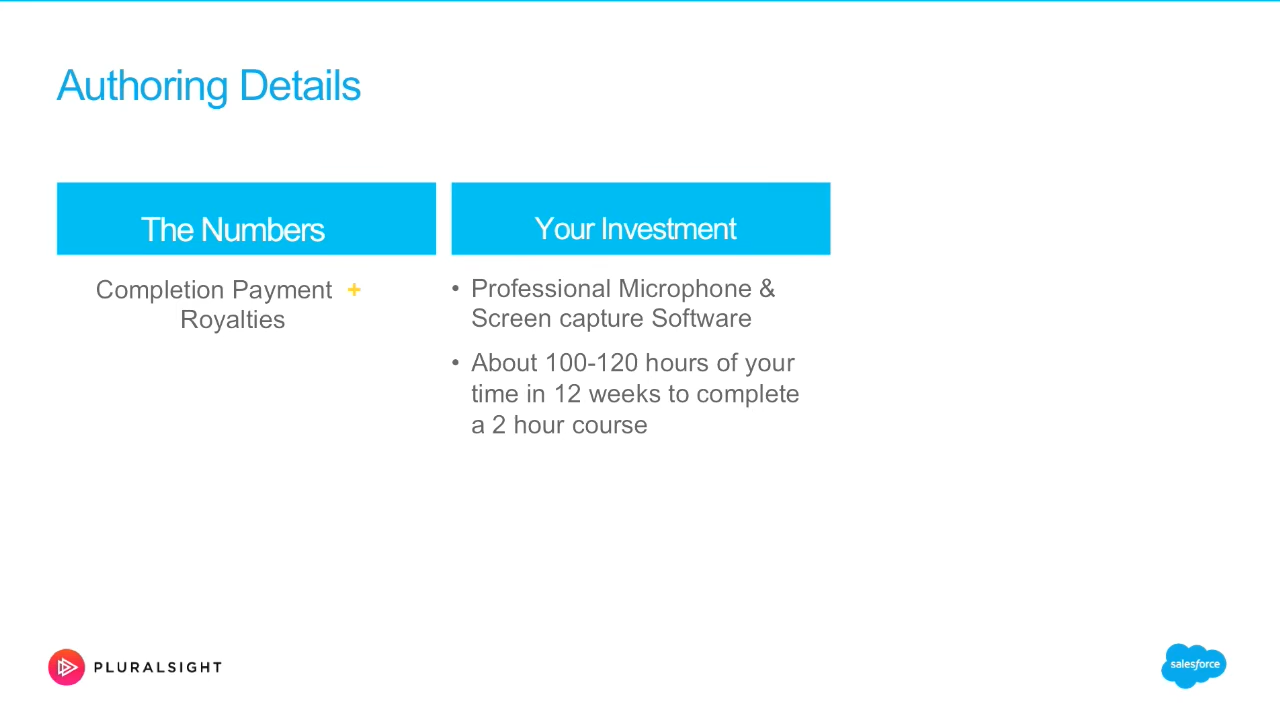 Authoring Details
The Numbers
Completion Payment +
Royalties
Your Investment
• Professional Microphone &
Screen capture Software
• About 100-120 hours of your
time in 12 weeks to complete
a 2 hour course
PLURALSIGHT
salesforce